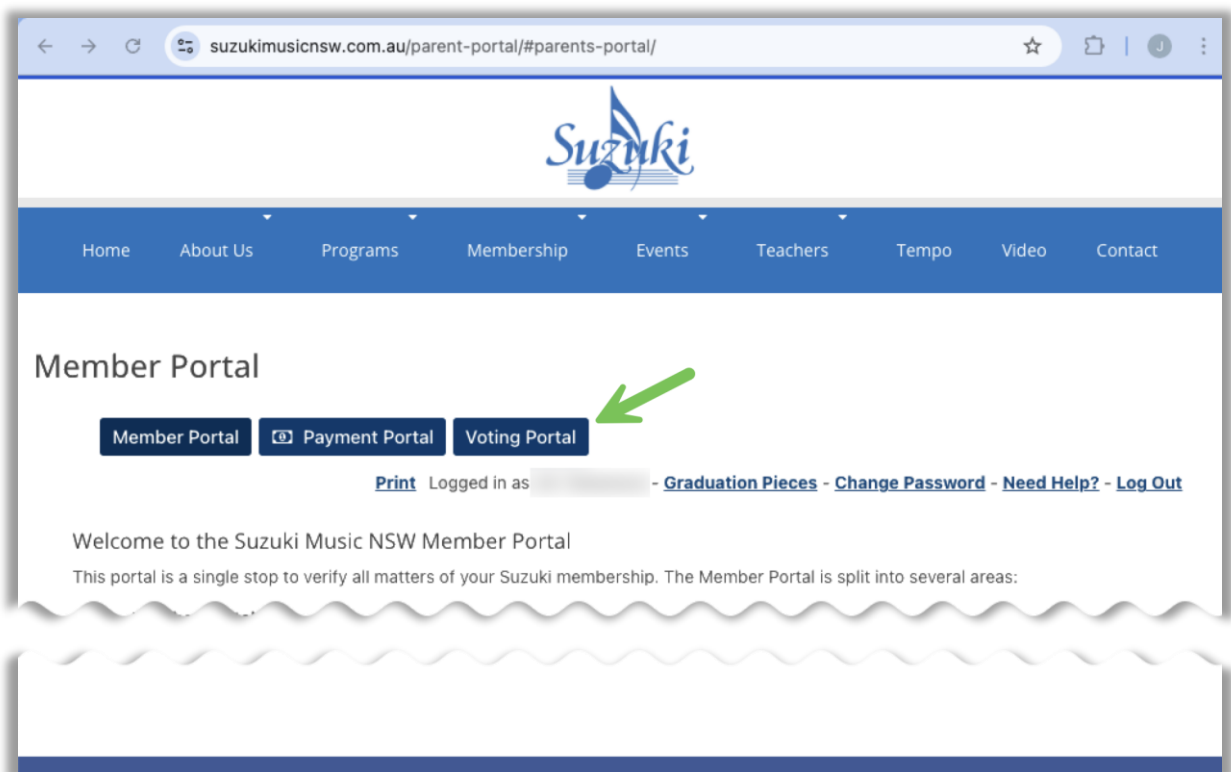 suzukimusicnsw.com.au/parent-portal/#parents-portal/
J
Suzuki
Home About Us Programs Membership Events Teachers Tempo Video Contact
Member Portal
Member Portal Payment Portal Voting Portal
Print Logged in as - Graduation Pieces - Change Password - Need Help? - Log Out
Welcome to the Suzuki Music NSW Member Portal
This portal is a single stop to verify all matters of your Suzuki membership. The Member Portal is split into several areas: